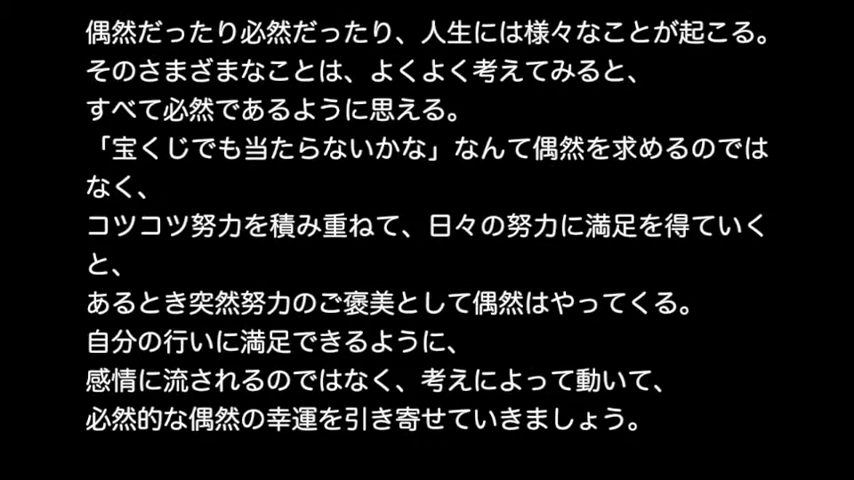 偶然だったり必然だったり、人生には様々なことが起こる。
そのさまざまなことは、よくよく考えてみると、
すべて必然であるように思える。
「宝くじでも当たらないかな」なんて偶然を求めるのでは
なく、
コツコツ努力を積み重ねて、日々の努力に満足を得ていく
と、
あるとき突然努力のご褒美として偶然はやってくる。
自分の行いに満足できるように、
感情に流されるのではなく、考えによって動いて、
必然的な偶然の幸運を引き寄せていきましょう。